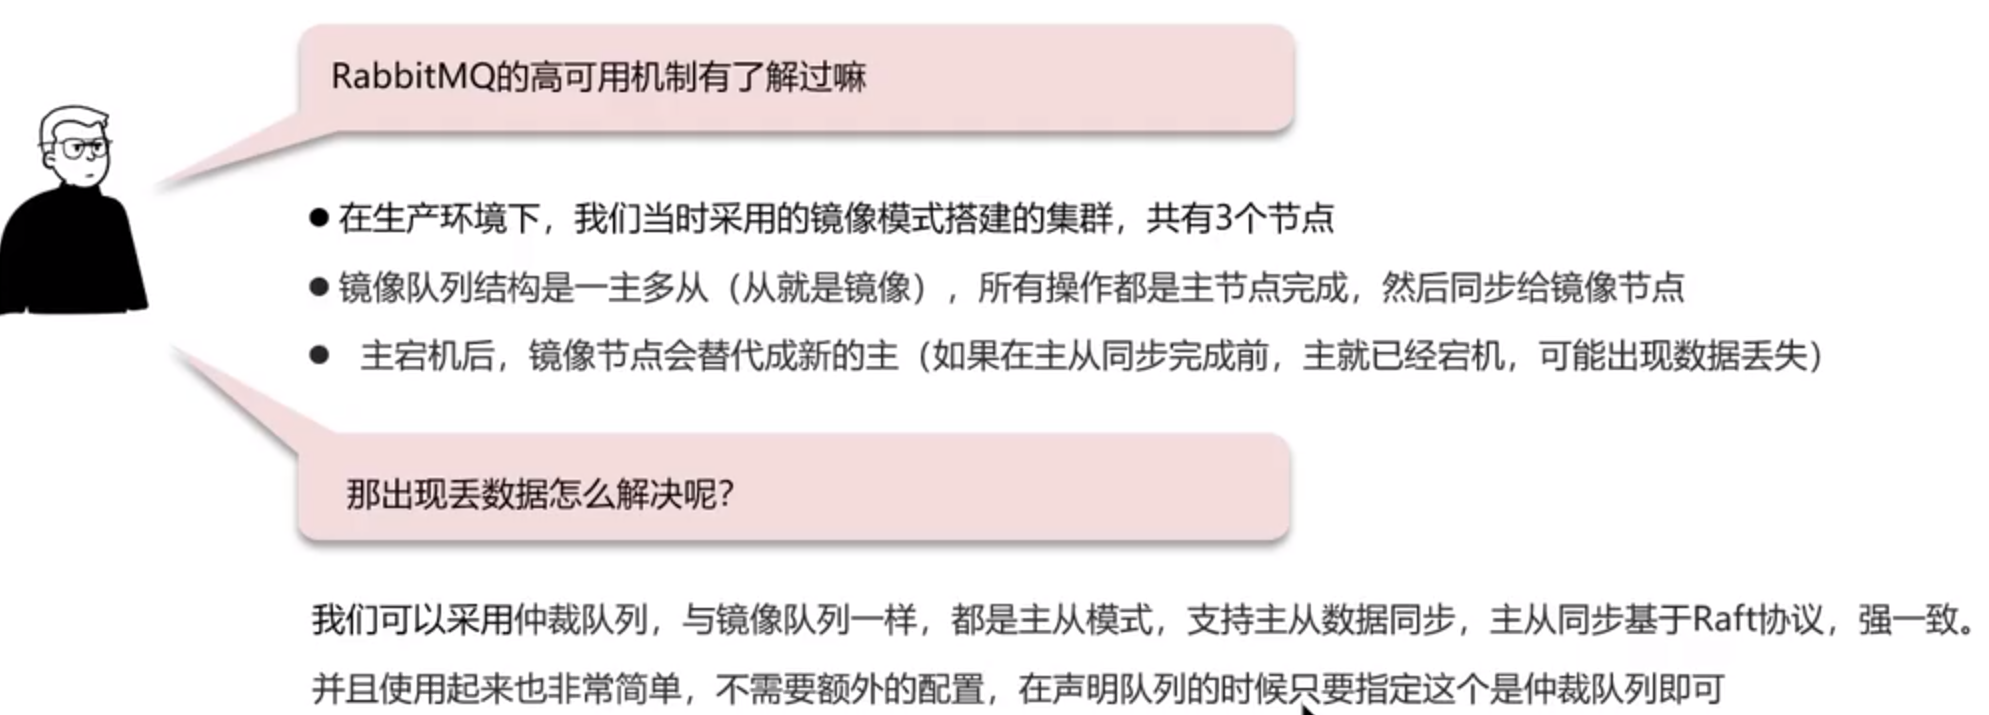 RabbitMQ的高可用机制有了解过嘛
● 在生产环境下，我们当时采用的镜像模式搭建的集群，共有3个节点
● 镜像队列结构是一主多从（从就是镜像），所有操作都是主节点完成，然后同步给镜像节点
● 主宕机后，镜像节点会替代成新的主（如果在主从同步完成前，主就已经宕机，可能出现数据丢失）
那出现丢数据怎么解决呢？
我们可以采用仲裁队列，与镜像队列一样，都是主从模式，支持主从数据同步，主从同步基于Raft协议，强一致。
并且使用起来也非常简单，不需要额外的配置，在声明队列的时候只要指定这个是仲裁队列即可